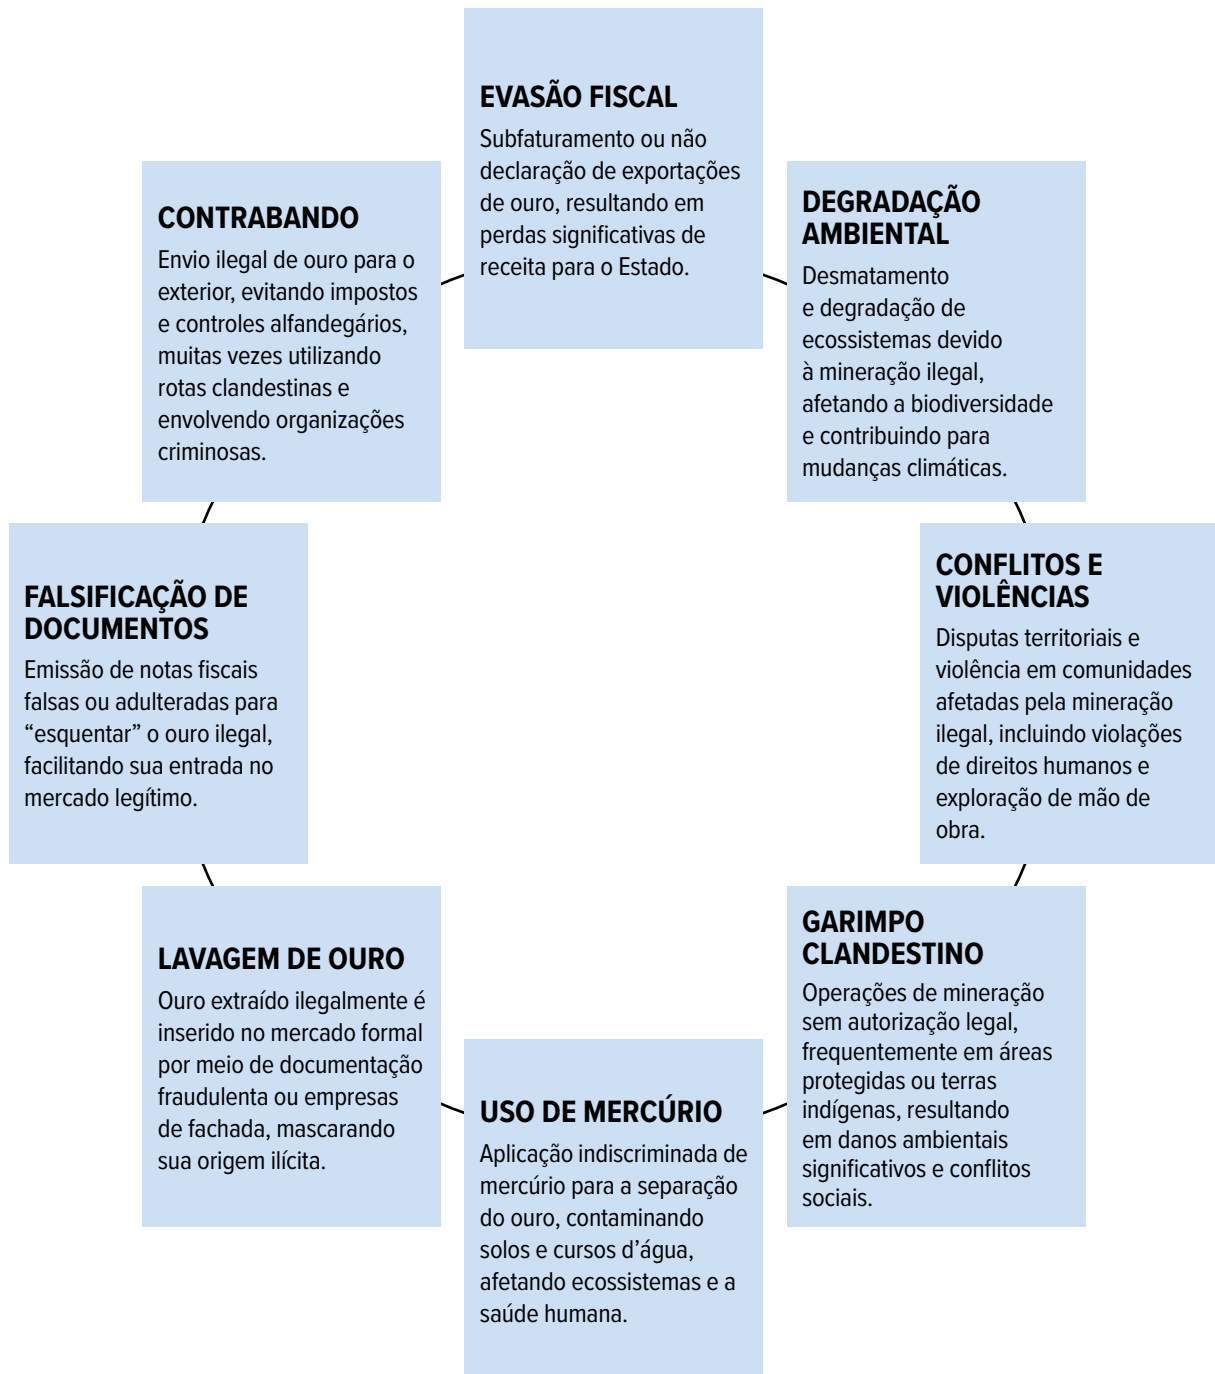 EVASÃO FISCAL
Subfaturamento ou não
declaração de exportações
de ouro, resultando em
perdas significativas de
receita para o Estado.
DEGRADAÇÃO
AMBIENTAL
Desmatamento
e degradação de
ecossistemas devido
à mineração ilegal,
afetando a biodiversidade
e contribuindo para
mudanças climáticas.
CONFLITOS E
VIOLÊNCIAS
Disputas territoriais e
violência em comunidades
afetadas pela mineração
ilegal, incluindo violações
de direitos humanos e
exploração de mão de
obra.
GARIMPO
CLANDESTINO
Operações de mineração
sem autorização legal,
frequentemente em áreas
protegidas ou terras
indígenas, resultando
em danos ambientais
significativos e conflitos
sociais.
USO DE MERCÚRIO
Aplicação indiscriminada de
mercúrio para a separação
do ouro, contaminando
solos e cursos d’água,
afetando ecossistemas e a
saúde humana.
LAVAGEM DE OURO
Ouro extraído ilegalmente é
inserido no mercado formal
por meio de documentação
fraudulenta ou empresas
de fachada, mascarando
sua origem ilícita.
FALSIFICAÇÃO DE
DOCUMENTOS
Emissão de notas fiscais
falsas ou adulteradas para
“esquentar” o ouro ilegal,
facilitando sua entrada no
mercado legítimo.
CONTRABANDO
Envio ilegal de ouro para o
exterior, evitando impostos
e controles alfandegários,
muitas vezes utilizando
rotas clandestinas e
envolvendo organizações
criminosas.